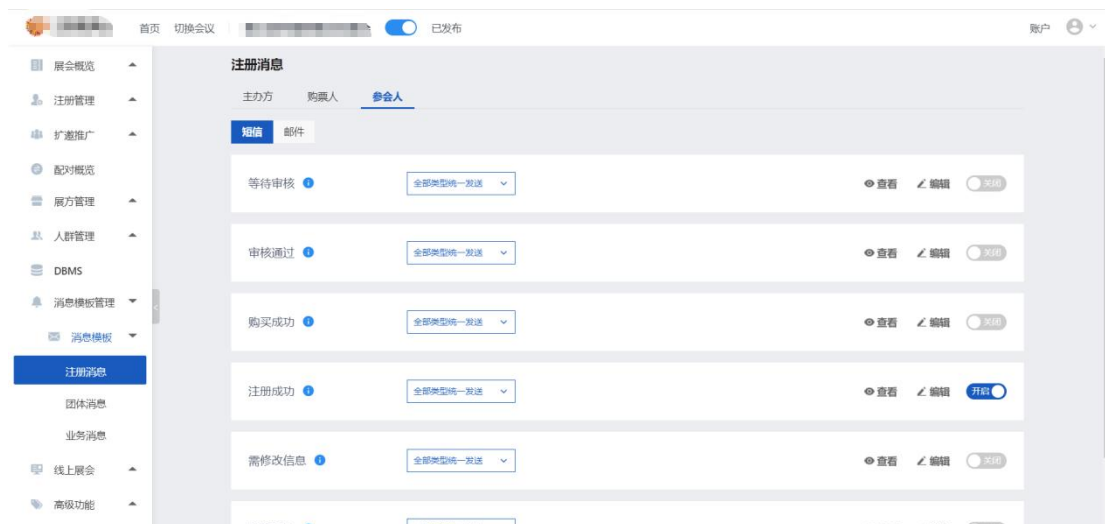 首页 切换会议 已发布 账户
展会概览
注册管理
扩邀推广
配对概览
展方管理
人群管理
DBMS
消息模板管理
消息模板
注册消息
团体消息
业务消息
线上展会
高级功能
注册消息
主办方 购票人 参会人
短信 邮件
等待审核 全部类型统一发送 查看 编辑 关闭
审核通过 全部类型统一发送 查看 编辑 关闭
购买成功 全部类型统一发送 查看 编辑 关闭
注册成功 全部类型统一发送 查看 编辑 开启
需修改信息 全部类型统一发送 查看 编辑 关闭